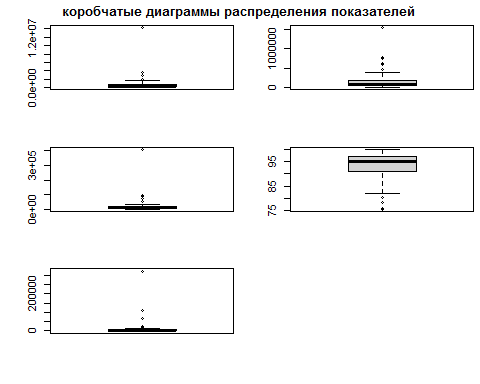 коробчатые диаграммы распределения показателей
1.2e+07
0.0e+00
1000000
0
3e+05
0e+00
95
85
75
200000
0